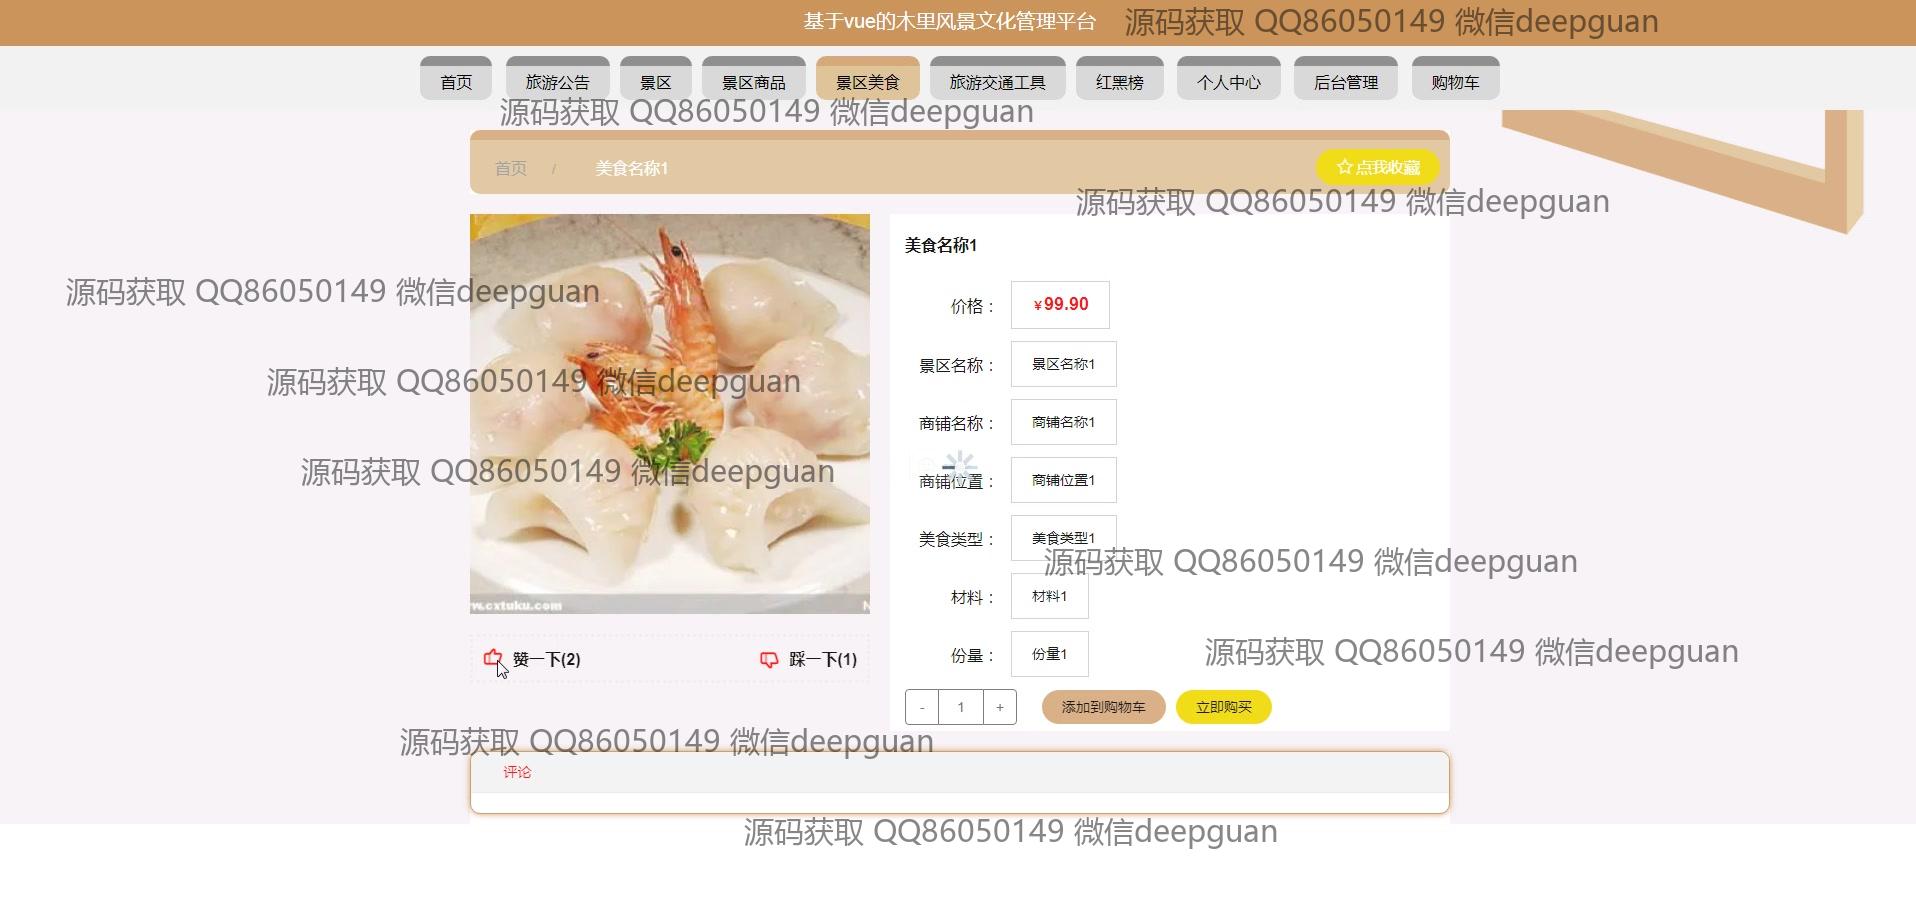 基于vue的木里风景文化管理平台
源码获取 QQ86050149 微信deepguan
首页 旅游公告 景区 景区商品 景区美食 旅游交通工具 红黑榜 个人中心 后台管理 购物车
源码获取 QQ86050149 微信deepguan
首页 / 美食名称1 点我收藏
源码获取 QQ86050149 微信deepguan
美食名称1
源码获取 QQ86050149 微信deepguan
价格： ¥99.90
景区名称： 景区名称1
源码获取 QQ86050149 微信deepguan
商铺名称： 商铺名称1
源码获取 QQ86050149 微信deepguan
商铺位置： 商铺位置1
美食类型： 美食类型1
源码获取 QQ86050149 微信deepguan
材料： 材料1
w.cxtuku.com
份量： 份量1
源码获取 QQ86050149 微信deepguan
赞一下(2) 踩一下(1)
- 1 + 添加到购物车 立即购买
源码获取 QQ86050149 微信deepguan
评论
源码获取 QQ86050149 微信deepguan